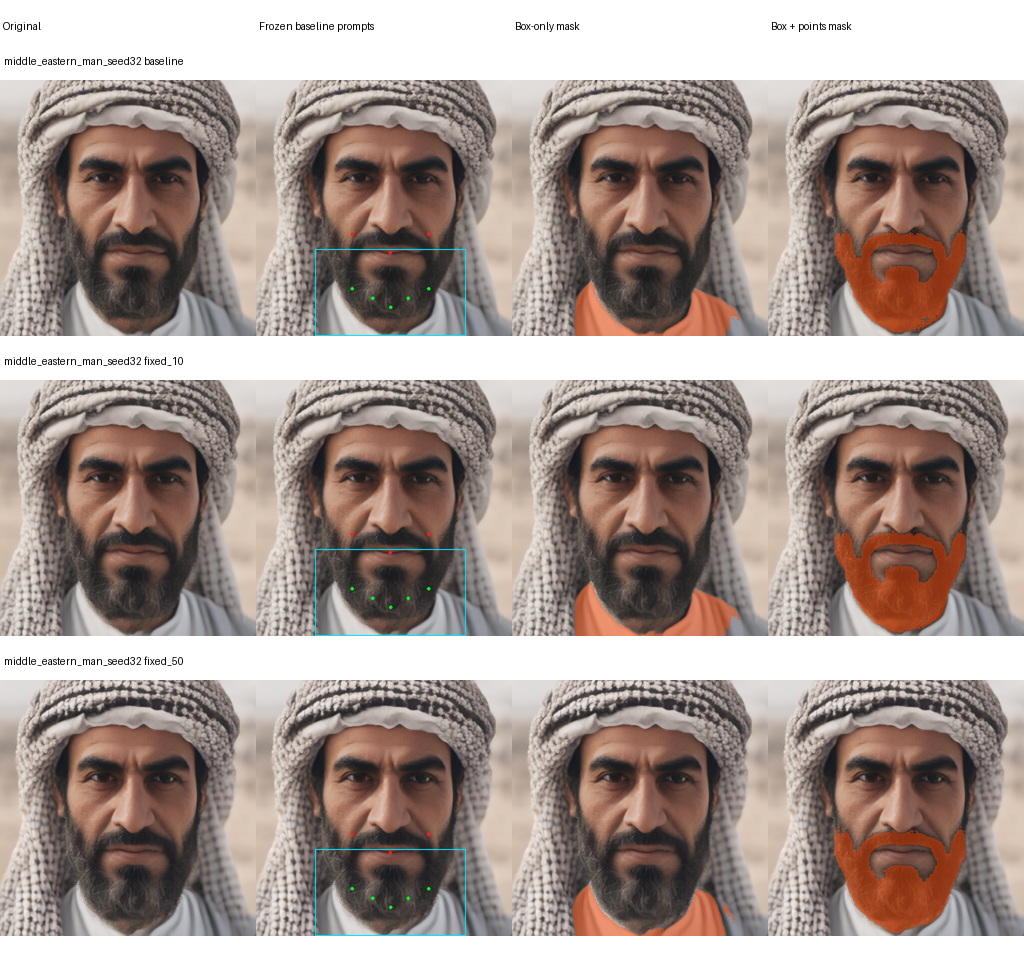 Original Frozen baseline prompts Box-only mask Box + points mask
middle_eastern_man_seed32 baseline
middle_eastern_man_seed32 fixed_10
middle_eastern_man_seed32 fixed_50